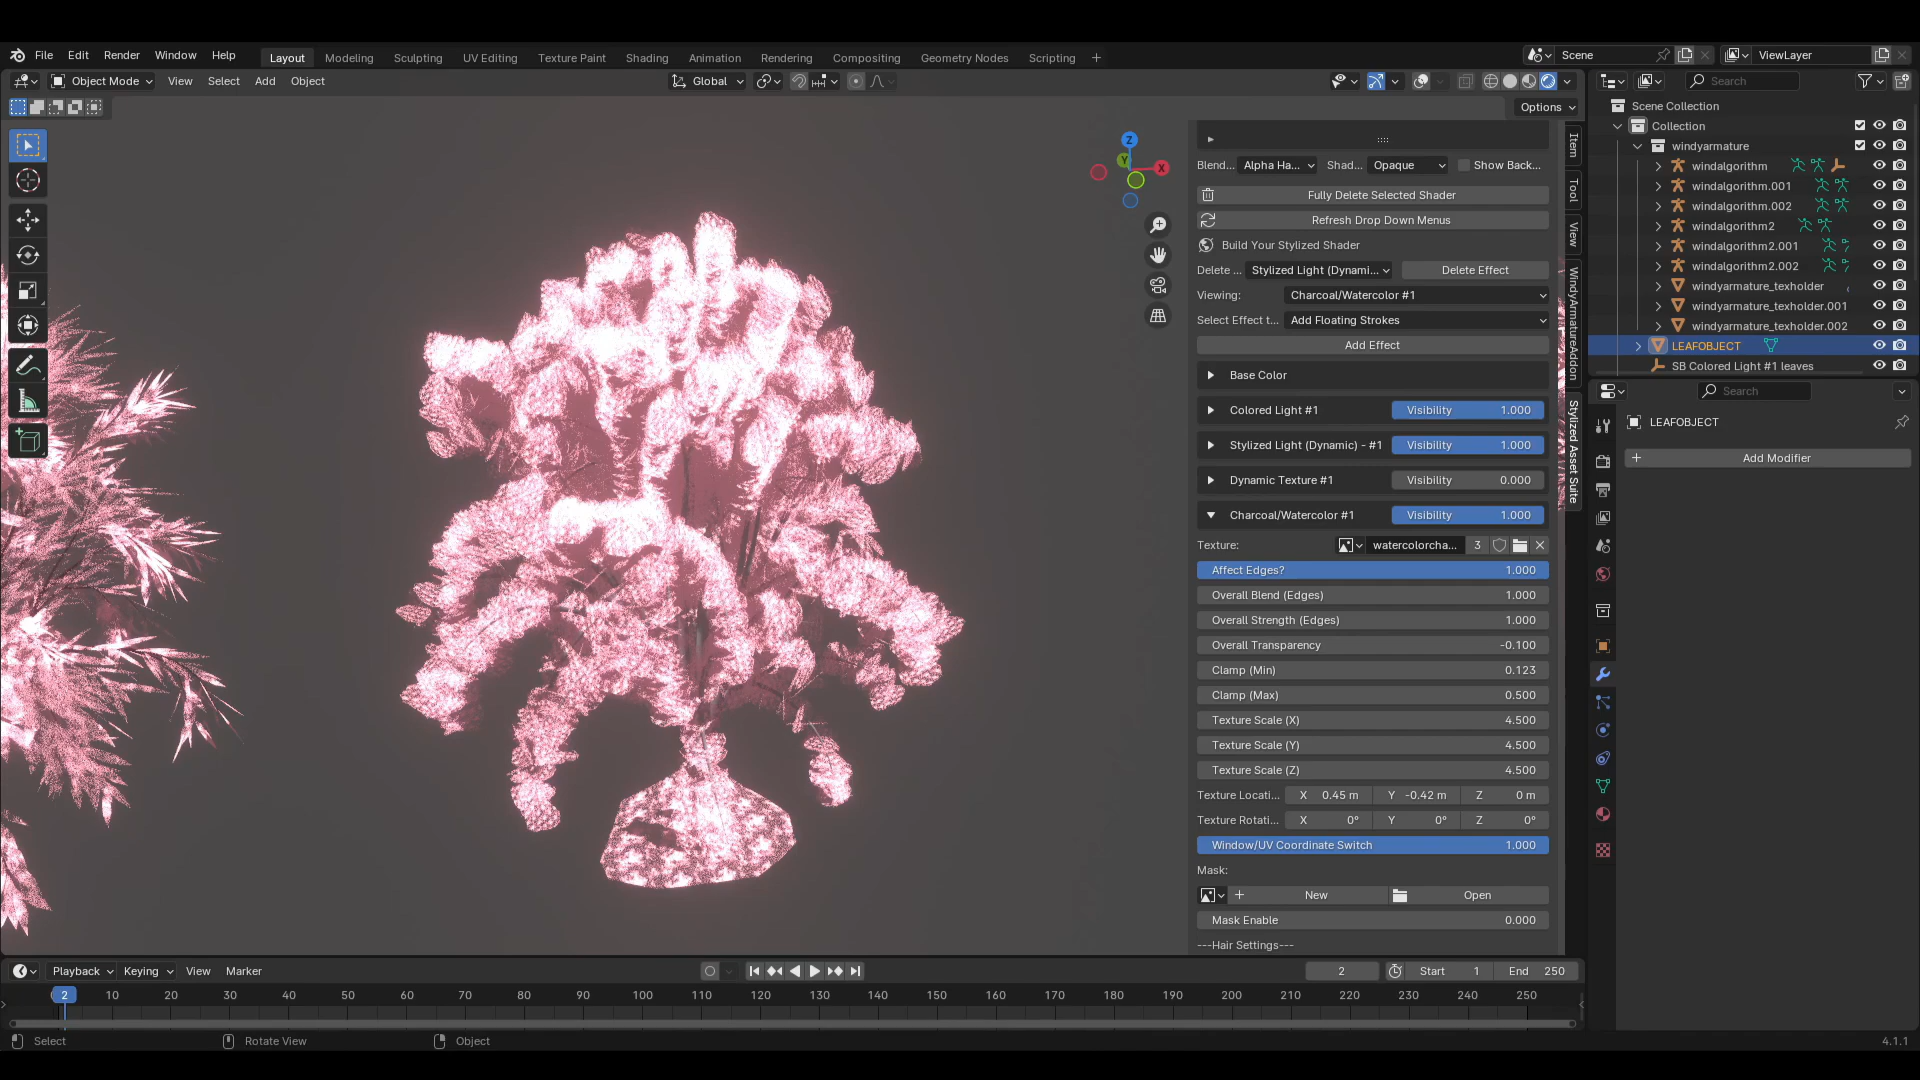 File Edit Render Window Help Layout Modeling Sculpting UV Editing Texture Paint Shading Animation Rendering Compositing Geometry Nodes Scripting + Scene ViewLayer
Object Mode View Select Add Object Global Search
Options
Z
Y
X
Blend... Alpha Ha... Shad... Opaque Show Back...
Fully Delete Selected Shader
Refresh Drop Down Menus
Build Your Stylized Shader
Delete ... Stylized Light (Dynami... Delete Effect
Viewing: Charcoal/Watercolor #1
Select Effect t... Add Floating Strokes
Add Effect
Base Color
Colored Light #1 Visibility 1.000
Stylized Light (Dynamic) - #1 Visibility 1.000
Dynamic Texture #1 Visibility 0.000
Charcoal/Watercolor #1 Visibility 1.000
Texture: watercolorcha... 3
Affect Edges? 1.000
Overall Blend (Edges) 1.000
Overall Strength (Edges) 1.000
Overall Transparency -0.100
Clamp (Min) 0.123
Clamp (Max) 0.500
Texture Scale (X) 4.500
Texture Scale (Y) 4.500
Texture Scale (Z) 4.500
Texture Locati... X 0.45 m Y -0.42 m Z 0 m
Texture Rotati... X 0° Y 0° Z 0°
Window/UV Coordinate Switch 1.000
Mask:
+ New Open
Mask Enable 0.000
---Hair Settings---
Item
Tool
View
WindyArmatureAddon
Stylized Asset Suite
Scene Collection
Collection
windyarmature
windalgorithm
windalgorithm.001
windalgorithm.002
windalgorithm2
windalgorithm2.001
windalgorithm2.002
windyarmature_texholder
windyarmature_texholder.001
windyarmature_texholder.002
LEAFOBJECT
SB Colored Light #1 leaves
Search
LEAFOBJECT
+ Add Modifier
Playback Keying View Marker 2 Start 1 End 250
2 10 20 30 40 50 60 70 80 90 100 110 120 130 140 150 160 170 180 190 200 210 220 230 240 250
Select Rotate View Object 4.1.1